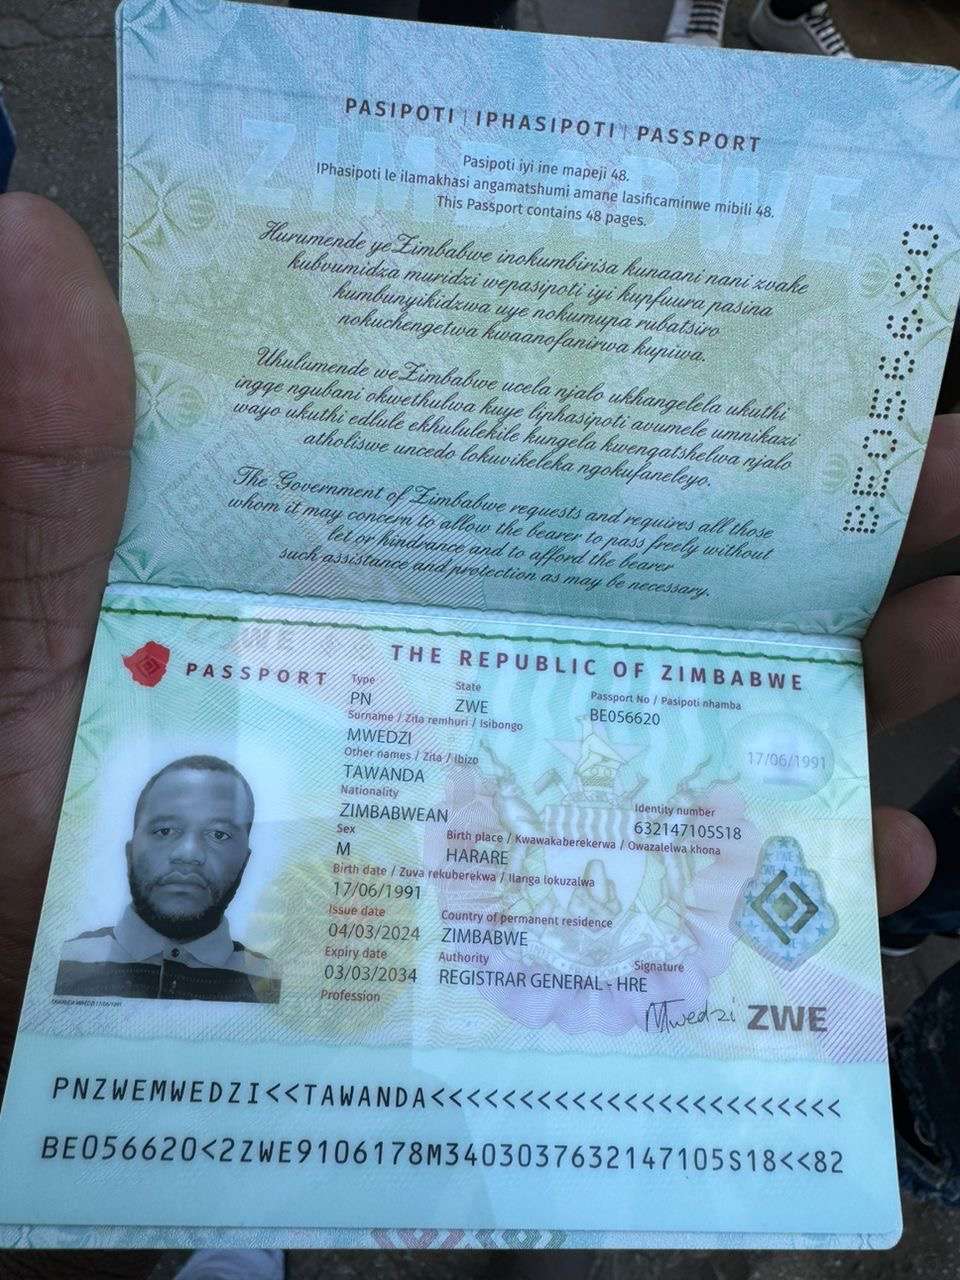 PASIPOTI | IPHASIPOTI | PASSPORT
Pasipoti iyi ine mapeji 48.
IPhasipoti le ilamakhasi angamatshumi amane lasificaminwe mibili 48.
This Passport contains 48 pages.
ZIMBABWE
Hurumende yeZimbabwe inokumbirisa kunaani nani zvake
kubvumidza muridzi wepasipoti iyi kupfuura pasina
kumbunyikidzwa uye nokumupa rubatsiro
nokuchengetwa kwaanofanirwa kupiwa.
Uhulumende weZimbabwe ucela njalo ukhangelela ukuthi
ingqe ngubani okwethulwa kuye liphasipoti avumele umnikazi
wayo ukuthi edlule ekhululekile kungela kwengatshelwa njalo
atholiswe uncedo lokuvikeleka ngokufaneleyo.
The Government of Zimbabwe requests and requires all those
whom it may concern to allow the bearer to pass freely without
let or hindrance and to afford the bearer
such assistance and protection as may be necessary.
BE056620
PASSPORT
THE REPUBLIC OF ZIMBABWE
Type
State
Passport No / Pasipoti nhamba
PN
ZWE
BE056620
Surname / Zita remhuri / Isibongo
MWEDZI
Other names / Zita / Ibizo
17/06/1991
TAWANDA
Nationality
Identity number
ZIMBABWEAN
632147105S18
Sex
Birth place / Kwawakaberekerwa / Owazalelwa khona
M
HARARE
Birth date / Zuva rekuberekwa / Ilanga lokuzalwa
17/06/1991
Issue date
Country of permanent residence
04/03/2024
ZIMBABWE
Expiry date
Authority
Signature
03/03/2034
REGISTRAR GENERAL - HRE
Profession
Mwedzi
ZWE
PNZWEMWEDZI<<TAWANDA<<<<<<<<<<<<<<<<<<<<<<<<
BE056620<2ZWE9106178M3403037632147105S18<<82